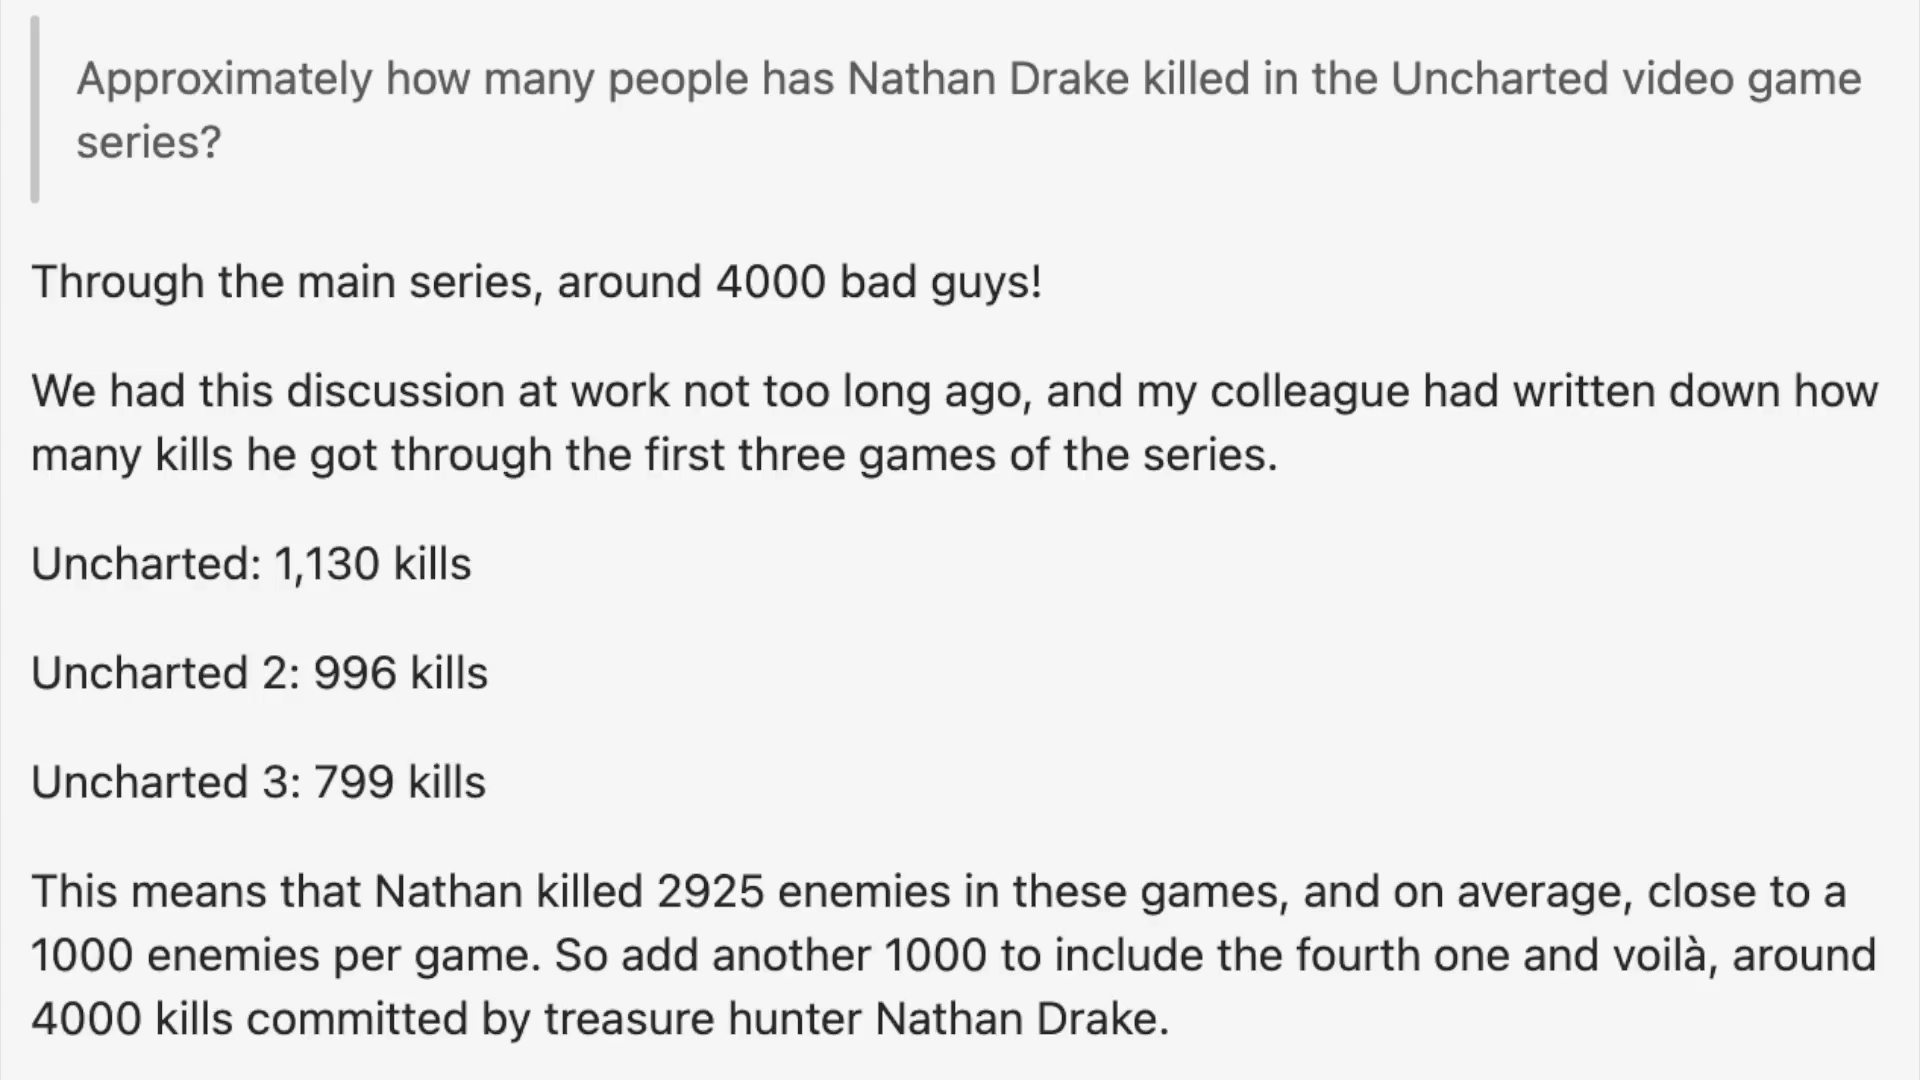 Approximately how many people has Nathan Drake killed in the Uncharted video game
series?
Through the main series, around 4000 bad guys!
We had this discussion at work not too long ago, and my colleague had written down how
many kills he got through the first three games of the series.
Uncharted: 1,130 kills
Uncharted 2: 996 kills
Uncharted 3: 799 kills
This means that Nathan killed 2925 enemies in these games, and on average, close to a
1000 enemies per game. So add another 1000 to include the fourth one and voilà, around
4000 kills committed by treasure hunter Nathan Drake.